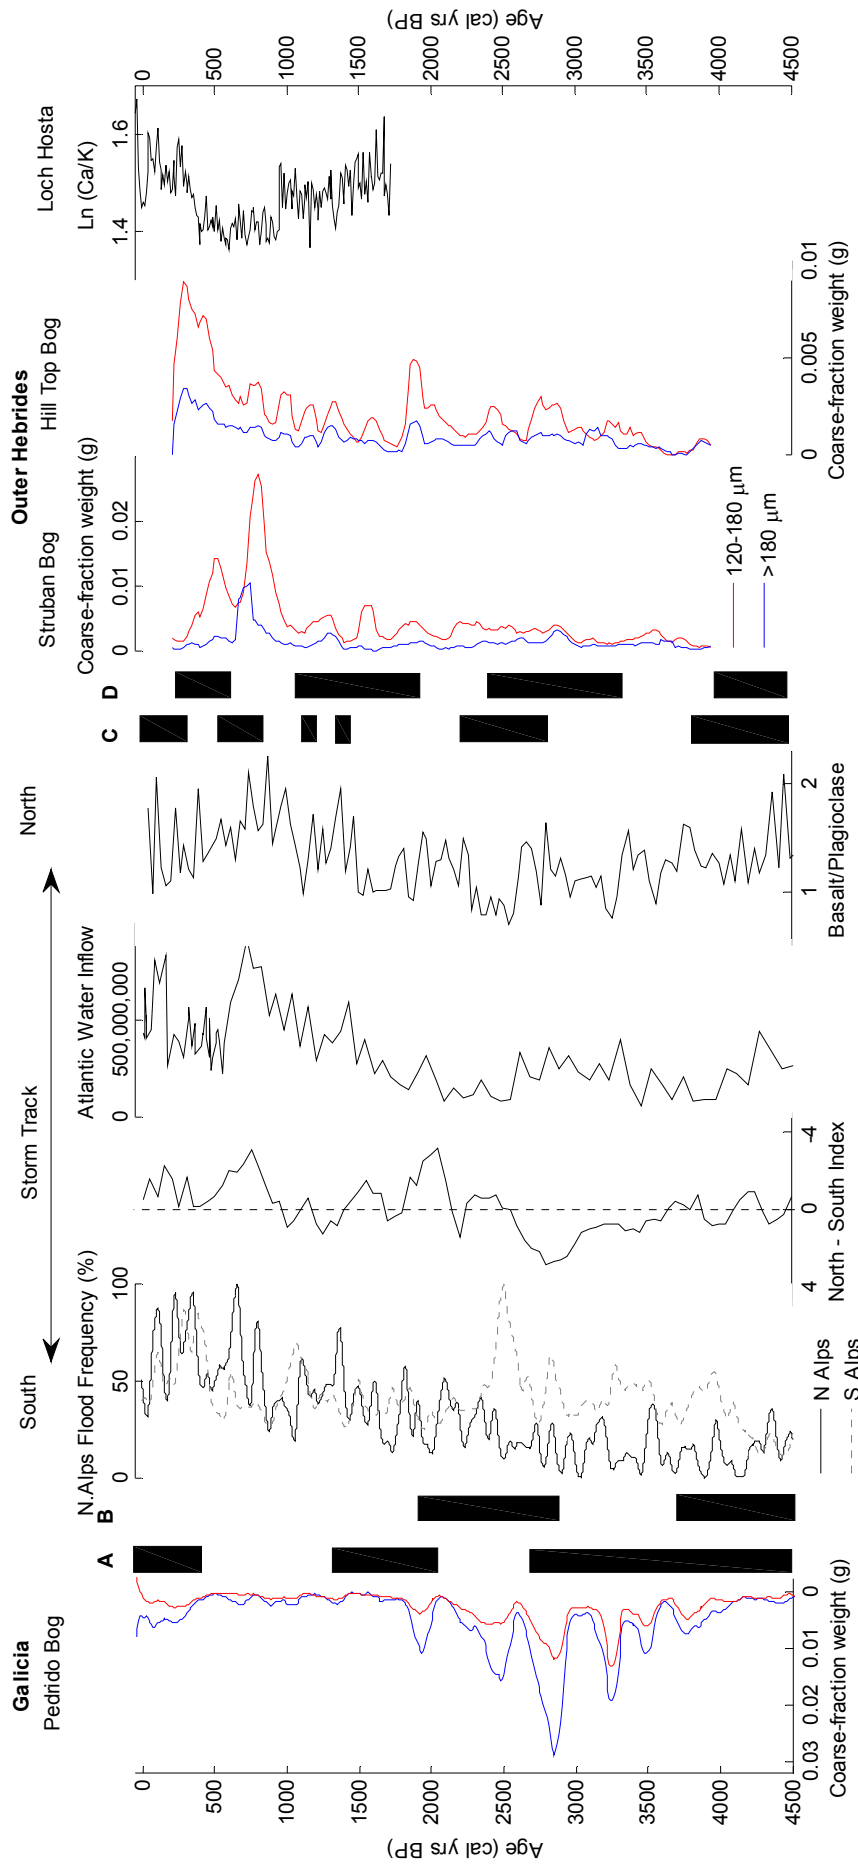 Galicia
Pedrido Bog
South
Storm Track
North
Outer Hebrides
Struban Bog
Hill Top Bog
Loch Hosta
A
B
C
D
N.Alps Flood Frequency (%)
0
50
100
Atlantic Water Inflow
0
500,000,000
Coarse-fraction weight (g)
0
0.01
0.02
Ln (Ca/K)
1.4
1.6
Age (cal yrs BP)
0
500
1000
1500
2000
2500
3000
3500
4000
4500
Age (cal yrs BP)
0
500
1000
1500
2000
2500
3000
3500
4000
4500
0.03
0.02
0.01
0
Coarse-fraction weight (g)
N Alps
S Alps
4
0
-4
North - South Index
1
2
Basalt/Plagioclase
120-180 μm
>180 μm
0
0.005
0.01
Coarse-fraction weight (g)